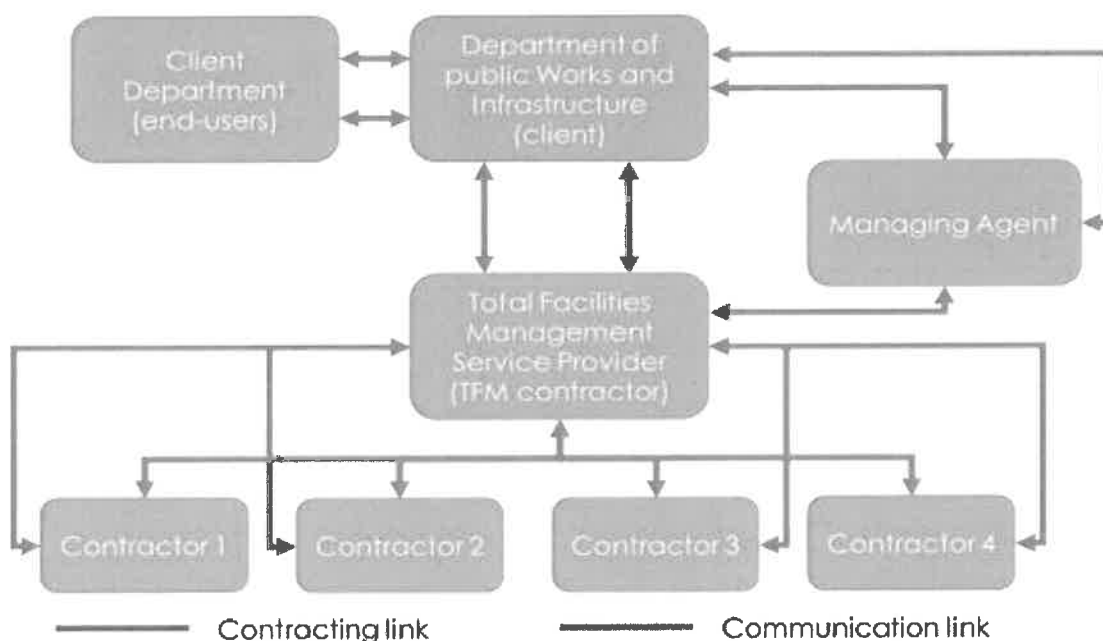 Client
Department
(end-users)
Department of
public Works and
Infrastructure
(client)
Managing Agent
Total Facilities
Management
Service Provider
(TFM contractor)
Contractor 1
Contractor 2
Contractor 3
Contractor 4
Contracting link
Communication link